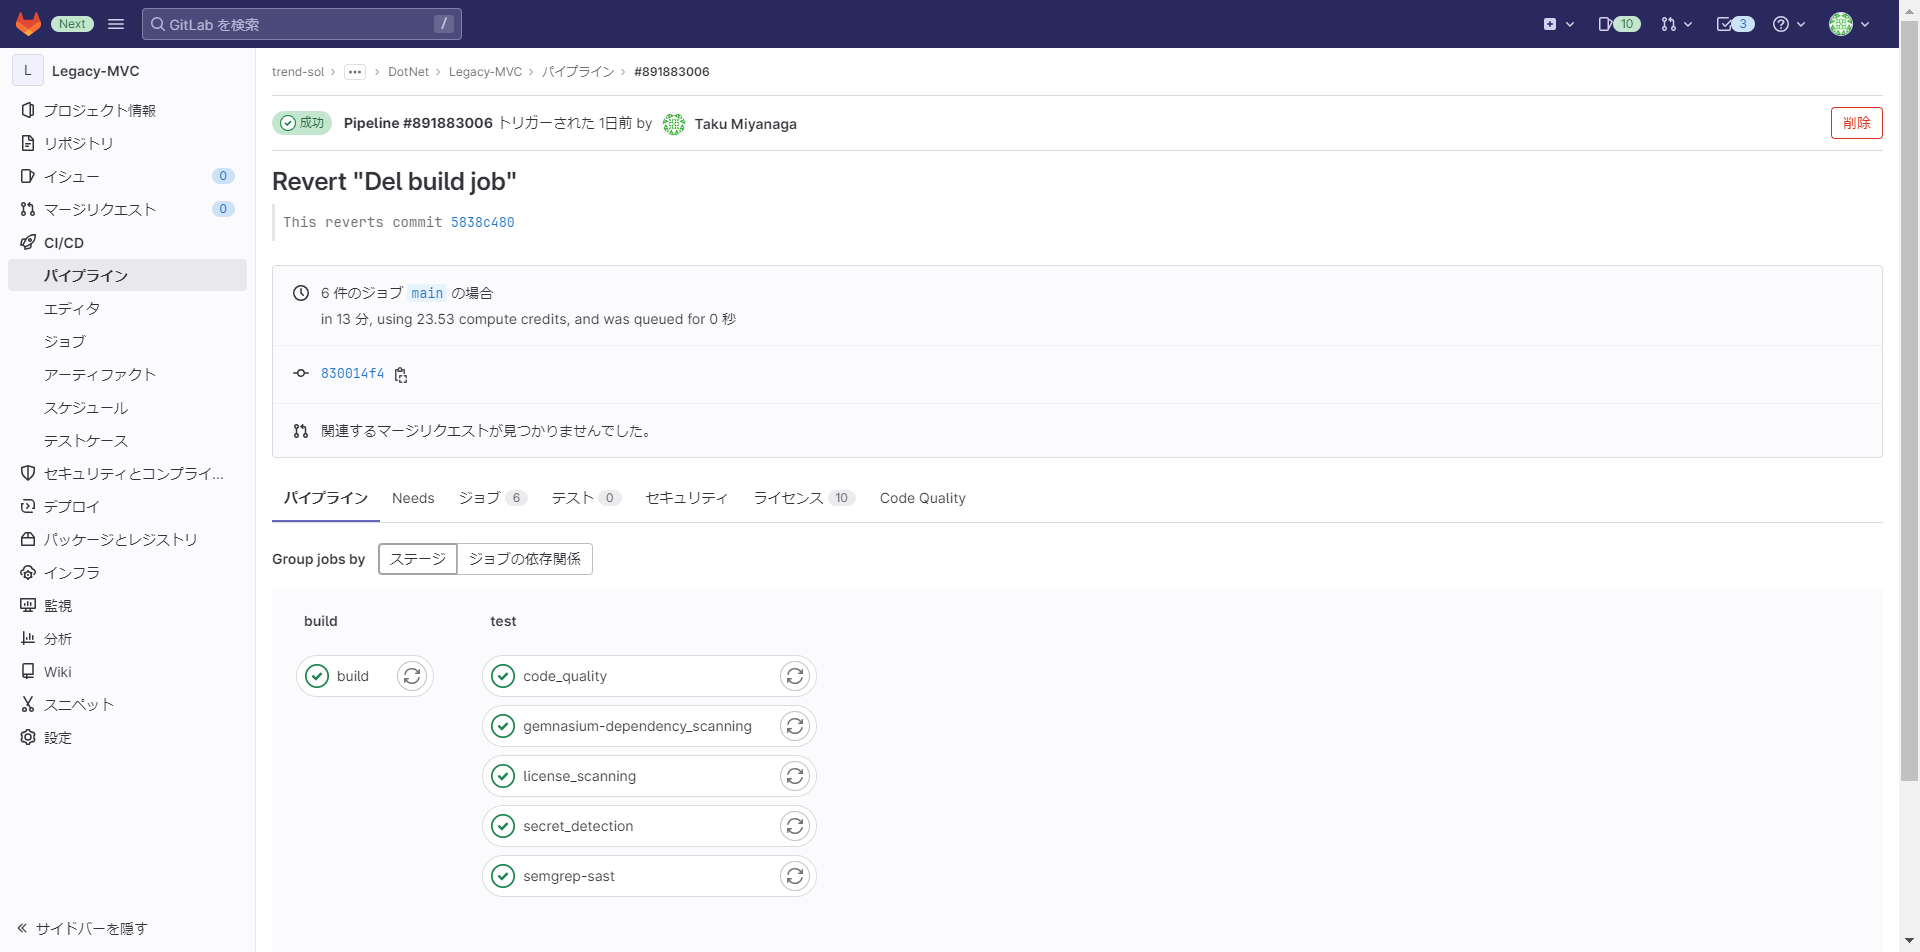 Next
GitLab を検索
/
10
3
L
Legacy-MVC
プロジェクト情報
リポジトリ
イシュー 0
マージリクエスト 0
CI/CD
パイプライン
エディタ
ジョブ
アーティファクト
スケジュール
テストケース
セキュリティとコンプライ...
デプロイ
パッケージとレジストリ
インフラ
監視
分析
Wiki
スニペット
設定
« サイドバーを隠す
trend-sol › ••• › DotNet › Legacy-MVC › パイプライン › #891883006
成功 Pipeline #891883006 トリガーされた 1日前 by Taku Miyanaga
削除
Revert "Del build job"
This reverts commit 5838c480
6 件のジョブ main の場合
in 13 分, using 23.53 compute credits, and was queued for 0 秒
830014f4
関連するマージリクエストが見つかりませんでした。
パイプライン Needs ジョブ 6 テスト 0 セキュリティ ライセンス 10 Code Quality
Group jobs by ステージ ジョブの依存関係
build
build
test
code_quality
gemnasium-dependency_scanning
license_scanning
secret_detection
semgrep-sast